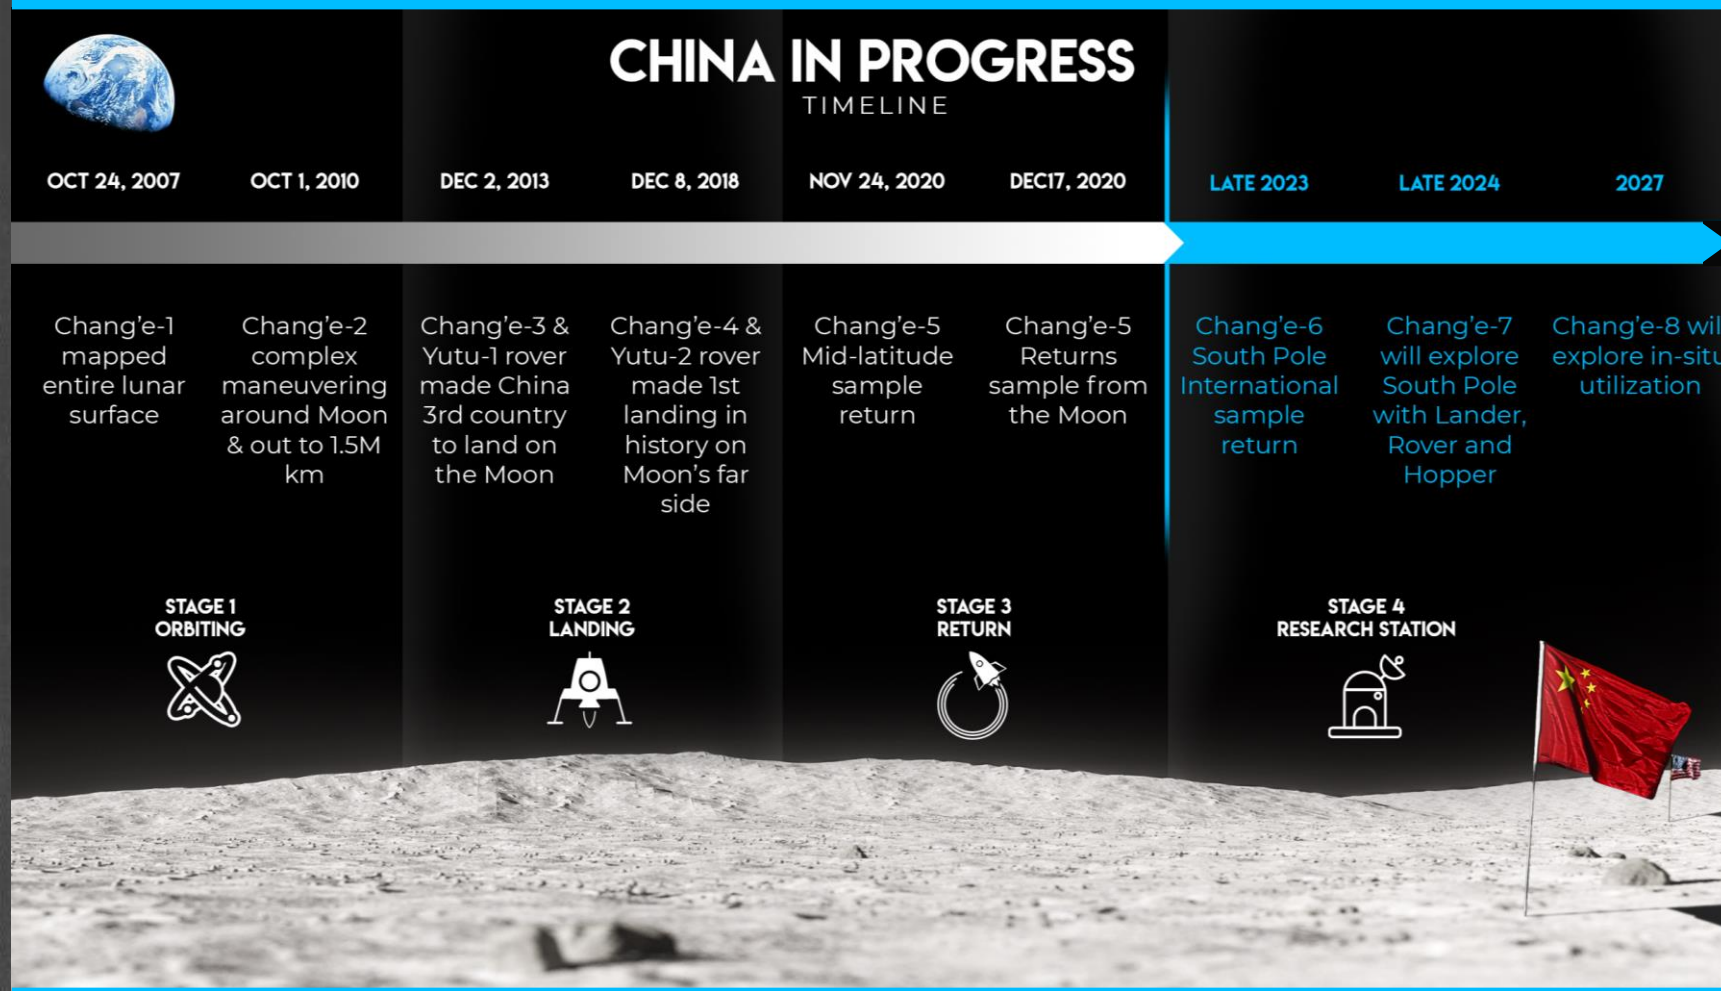 CHINA IN PROGRESS
TIMELINE
OCT 24, 2007
OCT 1, 2010
DEC 2, 2013
DEC 8, 2018
NOV 24, 2020
DEC17, 2020
LATE 2023
LATE 2024
2027
Chang’e-1
mapped
entire lunar
surface
Chang’e-2
complex
maneuvering
around Moon
& out to 1.5M
km
Chang’e-3 &
Yutu-1 rover
made China
3rd country
to land on
the Moon
Chang’e-4 &
Yutu-2 rover
made 1st
landing in
history on
Moon’s far
side
Chang’e-5
Mid-latitude
sample
return
Chang’e-5
Returns
sample from
the Moon
Chang’e-6
South Pole
International
sample
return
Chang’e-7
will explore
South Pole
with Lander,
Rover and
Hopper
Chang’e-8 will
explore in-situ
utilization
STAGE 1
ORBITING
STAGE 2
LANDING
STAGE 3
RETURN
STAGE 4
RESEARCH STATION